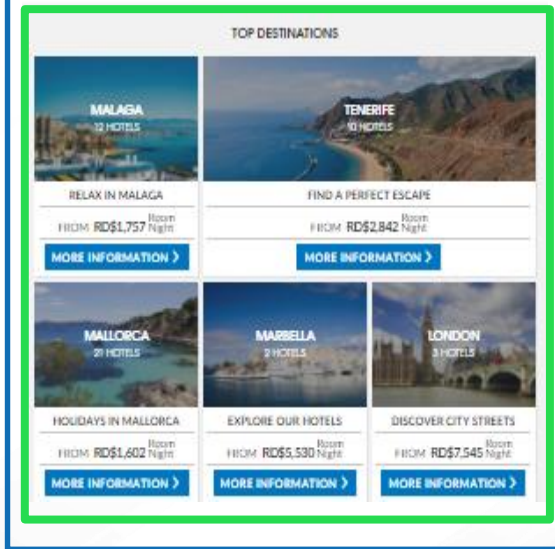 TOP DESTINATIONS
MALAGA
12 HOTELS
RELAX IN MALAGA
FROM RD$1,757 Room Night
MORE INFORMATION >
TENERIFE
10 HOTELS
FIND A PERFECT ESCAPE
FROM RD$2,842 Room Night
MORE INFORMATION >
MALLORCA
21 HOTELS
HOLIDAYS IN MALLORCA
FROM RD$1,602 Room Night
MORE INFORMATION >
MARBELLA
2 HOTELS
EXPLORE OUR HOTELS
FROM RD$5,530 Room Night
MORE INFORMATION >
LONDON
3 HOTELS
DISCOVER CITY STREETS
FROM RD$7,545 Room Night
MORE INFORMATION >